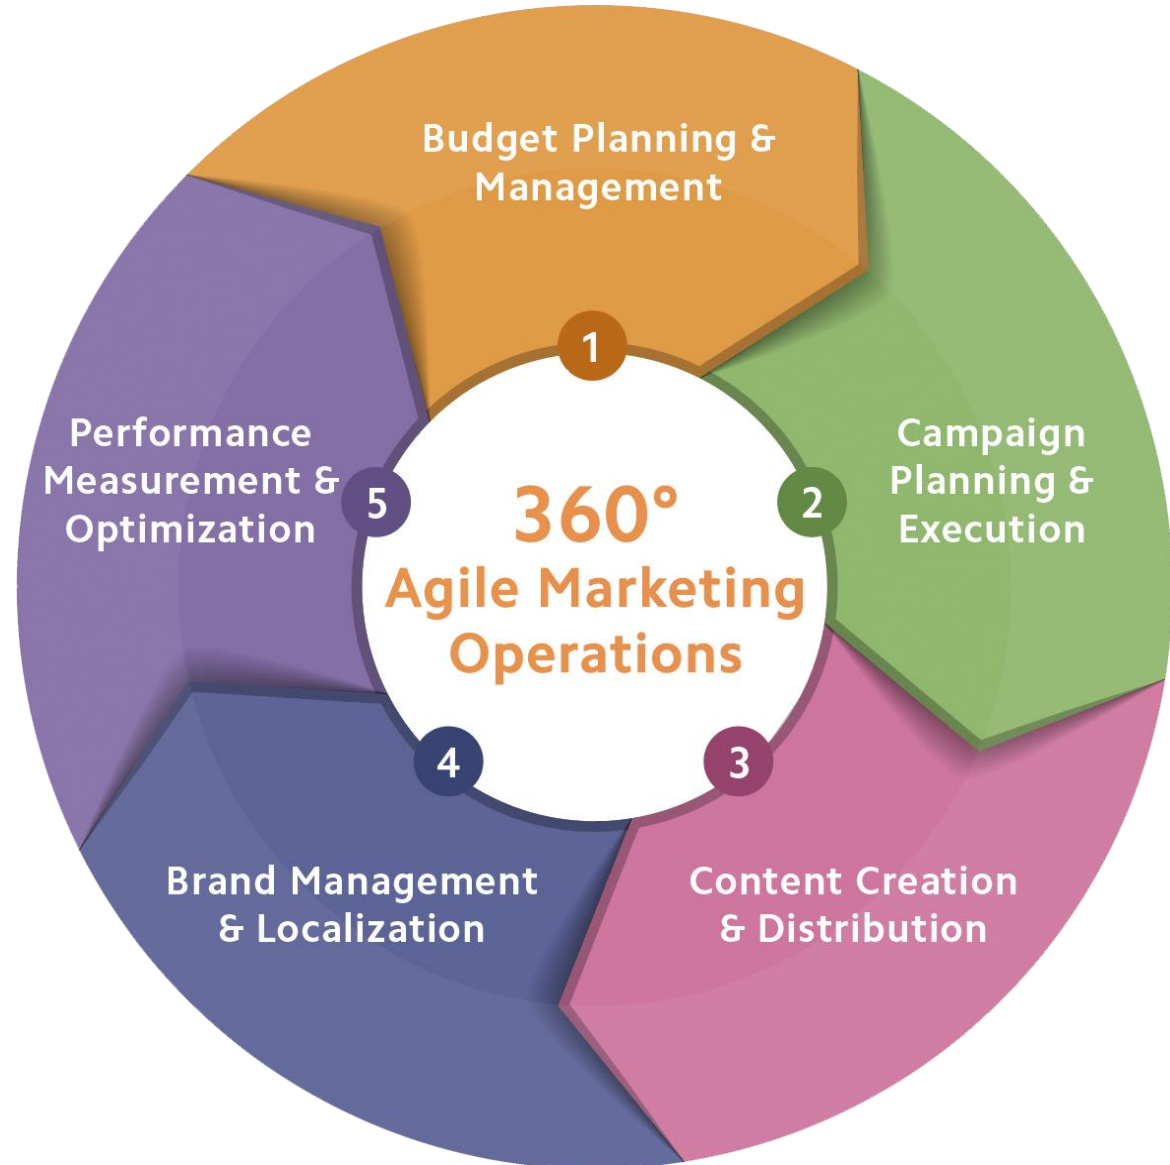 Budget Planning &
Management
1
Campaign
Planning &
Execution
2
Content Creation
& Distribution
3
Brand Management
& Localization
4
Performance
Measurement &
Optimization
5
360°
Agile Marketing
Operations